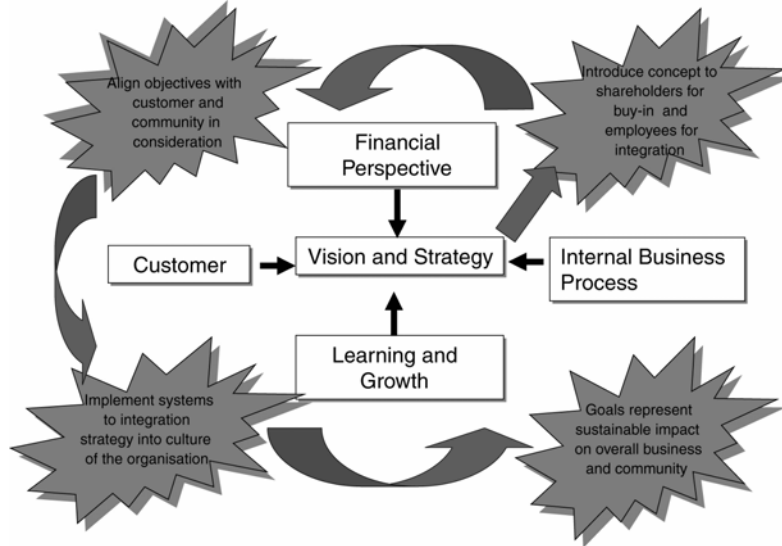 Align objectives with
customer and
community in
consideration
Introduce concept to
shareholders for
buy-in and
employees for
integration
Financial
Perspective
Customer
Vision and Strategy
Internal Business
Process
Learning and
Growth
Implement systems
to integration
strategy into culture
of the organisation
Goals represent
sustainable impact
on overall business
and community